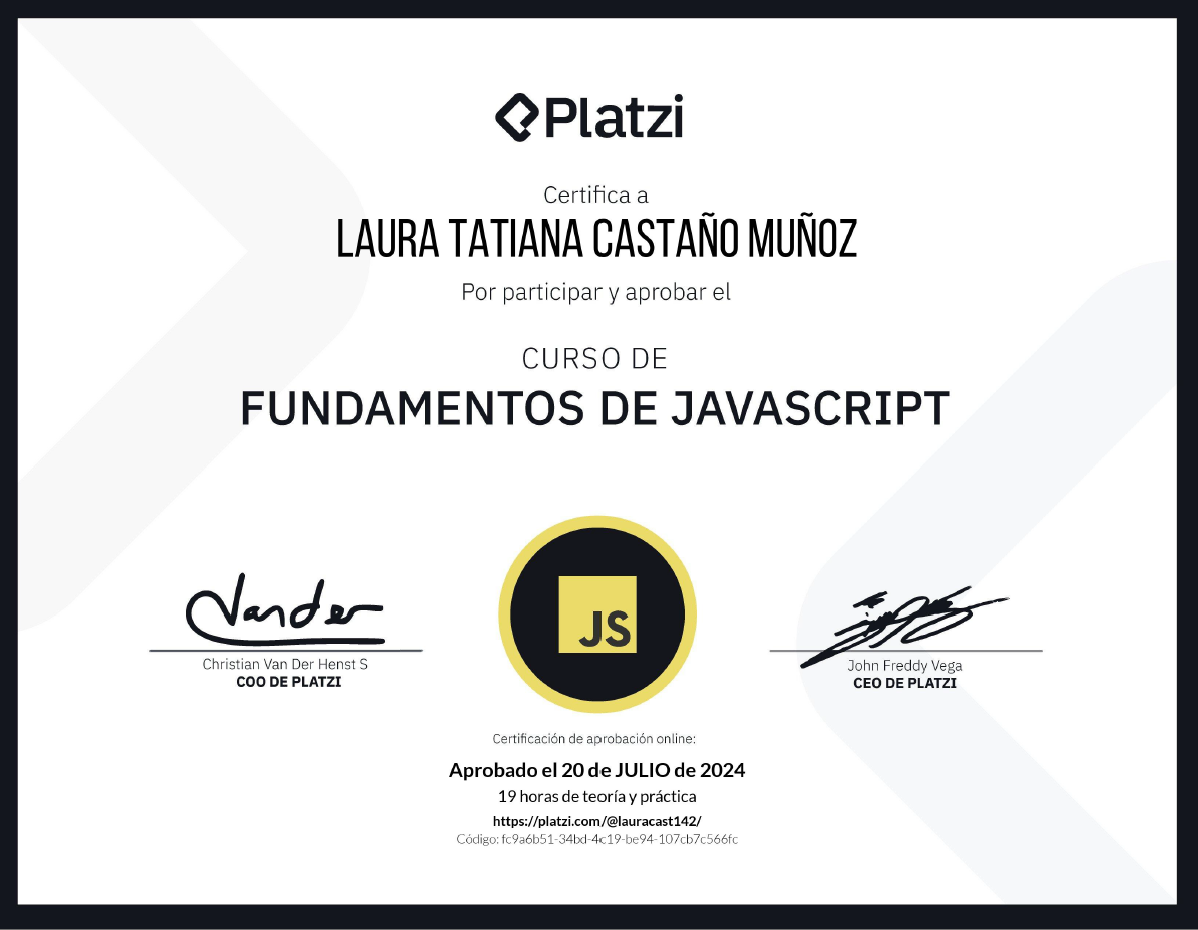 Platzi
Certifica a
LAURA TATIANA CASTAÑO MUÑOZ
Por participar y aprobar el
CURSO DE
FUNDAMENTOS DE JAVASCRIPT
Vander
JS
Christian Van Der Henst S
COO DE PLATZI
John Freddy Vega
CEO DE PLATZI
Certificación de aprobación online:
Aprobado el 20 de JULIO de 2024
19 horas de teoría y práctica
https://platzi.com/@lauracast142/
Código: fc9a6b51-34bd-4c19-be94-107cb7c566fc